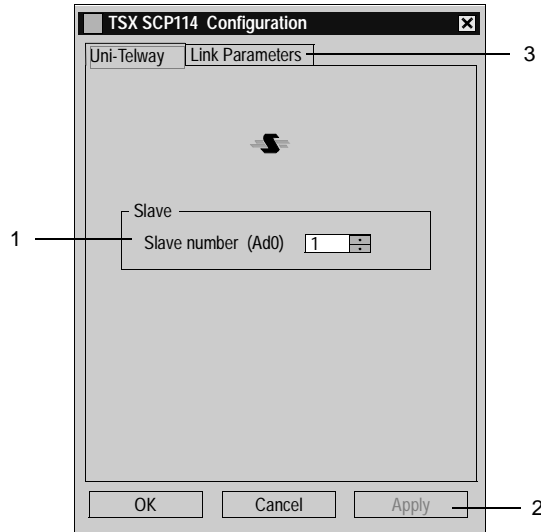 TSX SCP114 Configuration
Uni-Telway Link Parameters 3
Slave
1 Slave number (Ad0) 1
OK Cancel Apply 2